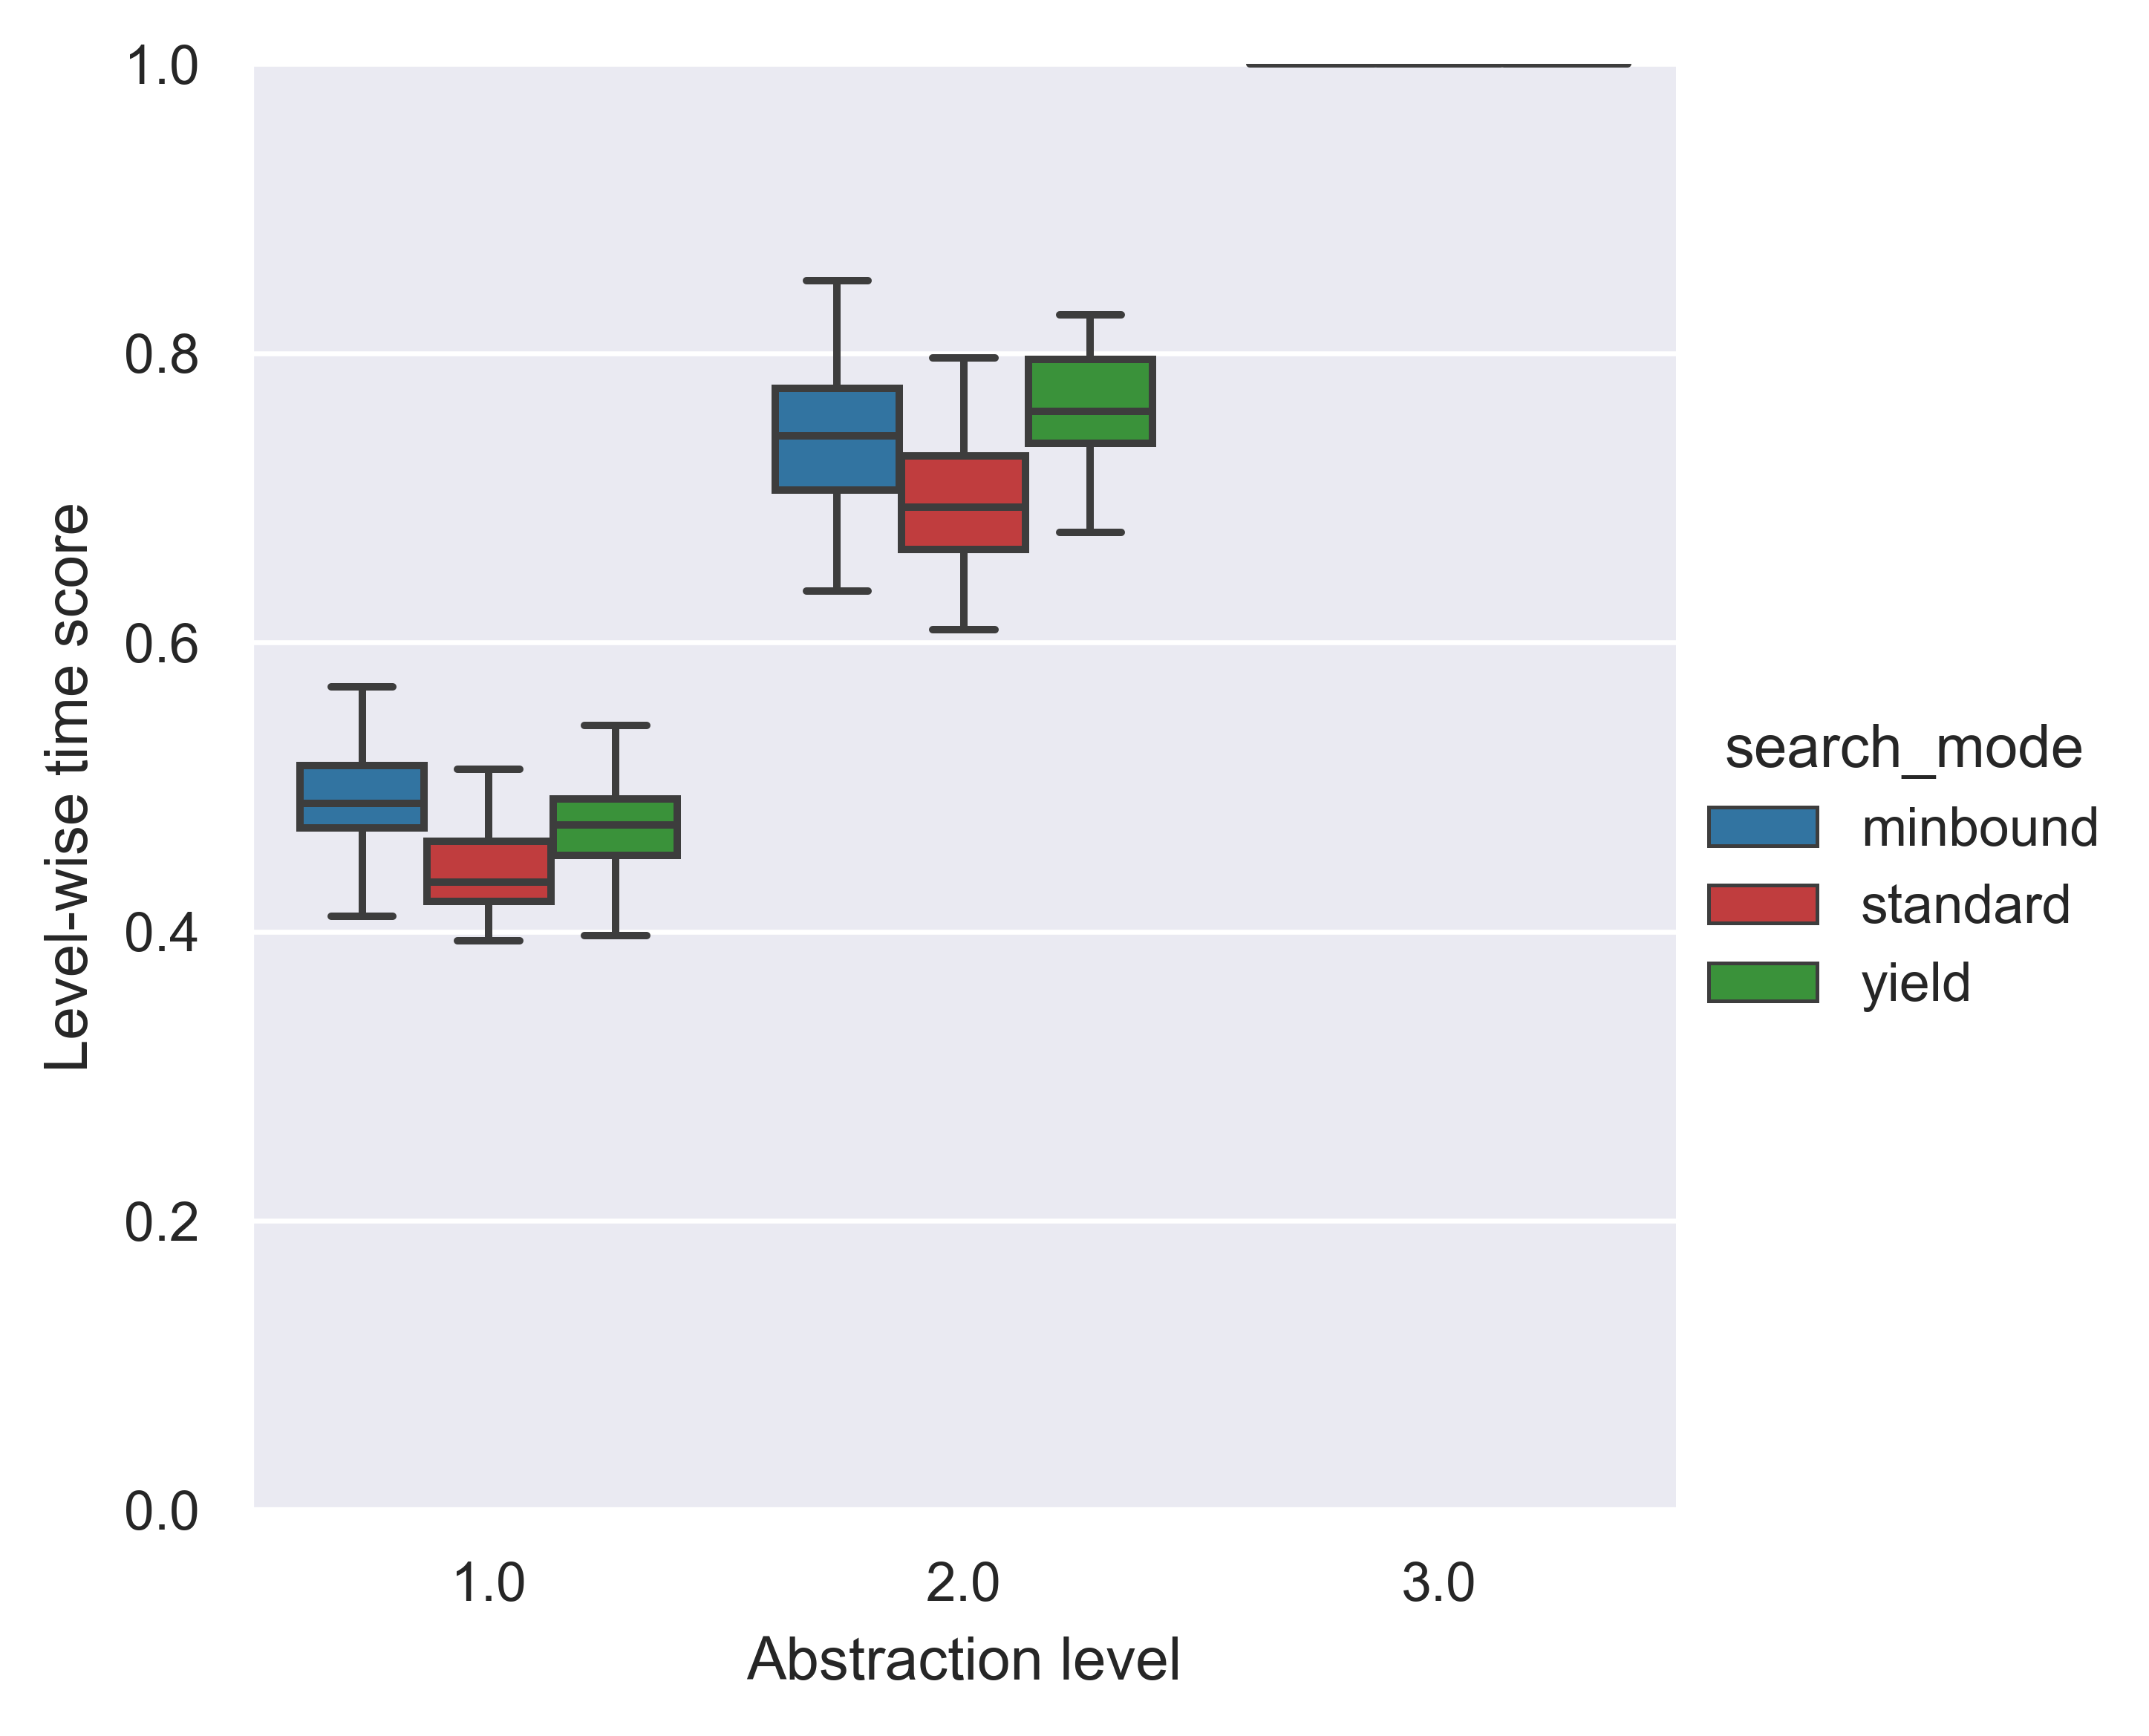 1.0
0.8
0.6
0.4
0.2
0.0
Level-wise time score
1.0 2.0 3.0
Abstraction level
search_mode
minbound
standard
yield